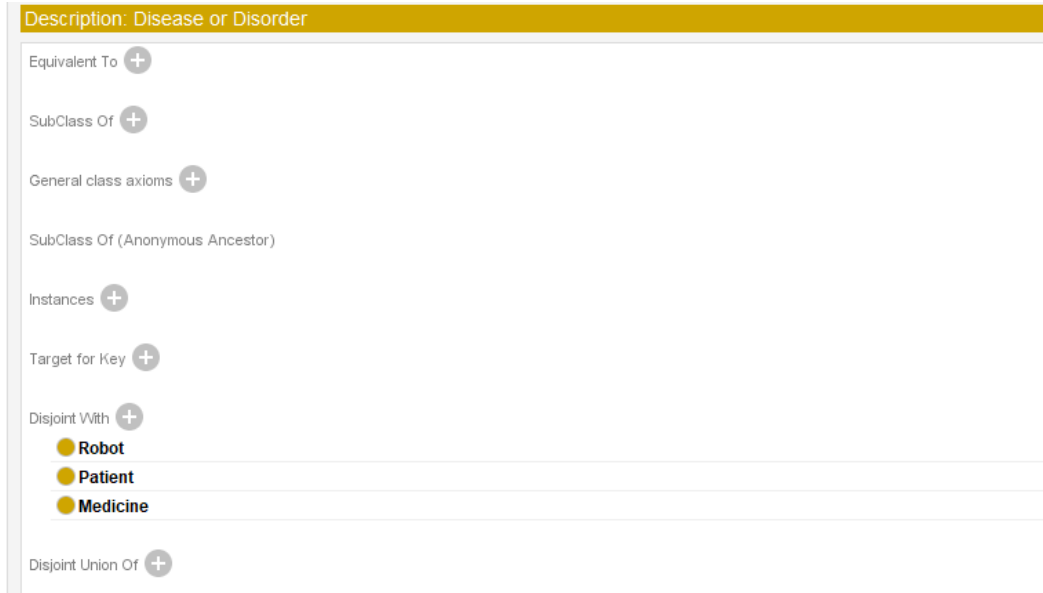 Description: Disease or Disorder
Equivalent To
SubClass Of
General class axioms
SubClass Of (Anonymous Ancestor)
Instances
Target for Key
Disjoint With
Robot
Patient
Medicine
Disjoint Union Of